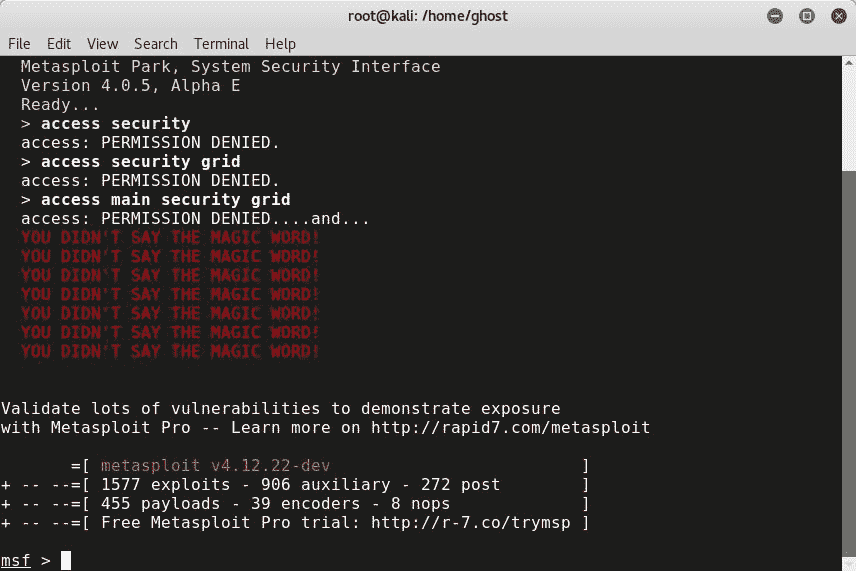 root@kali: /home/ghost
File Edit View Search Terminal Help
Metasploit Park, System Security Interface
Version 4.0.5, Alpha E
Ready...
> access security
access: PERMISSION DENIED.
> access security grid
access: PERMISSION DENIED.
> access main security grid
access: PERMISSION DENIED....and...
YOU DIDN'T SAY THE MAGIC WORD!
YOU DIDN'T SAY THE MAGIC WORD!
YOU DIDN'T SAY THE MAGIC WORD!
YOU DIDN'T SAY THE MAGIC WORD!
YOU DIDN'T SAY THE MAGIC WORD!
YOU DIDN'T SAY THE MAGIC WORD!
YOU DIDN'T SAY THE MAGIC WORD!
Validate lots of vulnerabilities to demonstrate exposure
with Metasploit Pro -- Learn more on http://rapid7.com/metasploit
=[ metasploit v4.12.22-dev ]
+ -- --=[ 1577 exploits - 906 auxiliary - 272 post ]
+ -- --=[ 455 payloads - 39 encoders - 8 nops ]
+ -- --=[ Free Metasploit Pro trial: http://r-7.co/trymsp ]
msf >